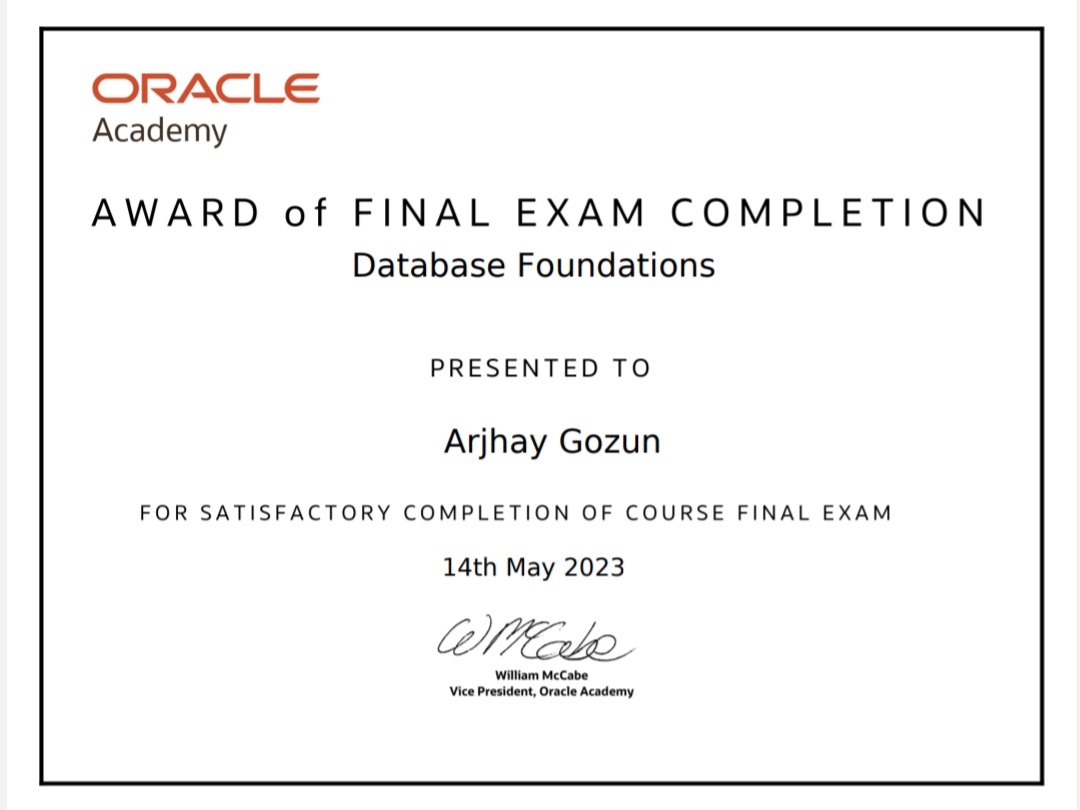 ORACLE
Academy
AWARD of FINAL EXAM COMPLETION
Database Foundations
PRESENTED TO
Arjhay Gozun
FOR SATISFACTORY COMPLETION OF COURSE FINAL EXAM
14th May 2023
WMcCabe
William McCabe
Vice President, Oracle Academy